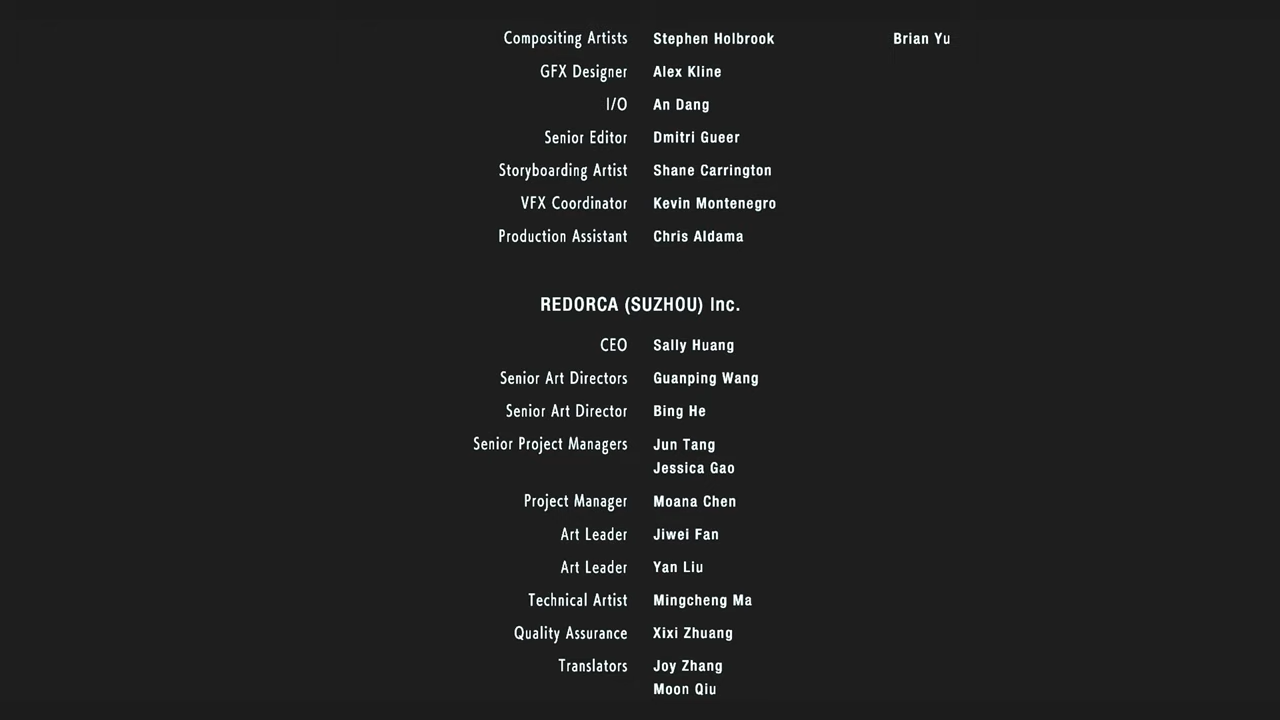 Compositing Artists Stephen Holbrook Brian Yu
GFX Designer Alex Kline
I/O An Dang
Senior Editor Dmitri Gueer
Storyboarding Artist Shane Carrington
VFX Coordinator Kevin Montenegro
Production Assistant Chris Aldama
REDORCA (SUZHOU) Inc.
CEO Sally Huang
Senior Art Directors Guanping Wang
Senior Art Director Bing He
Senior Project Managers Jun Tang
Jessica Gao
Project Manager Moana Chen
Art Leader Jiwei Fan
Art Leader Yan Liu
Technical Artist Mingcheng Ma
Quality Assurance Xixi Zhuang
Translators Joy Zhang
Moon Qiu